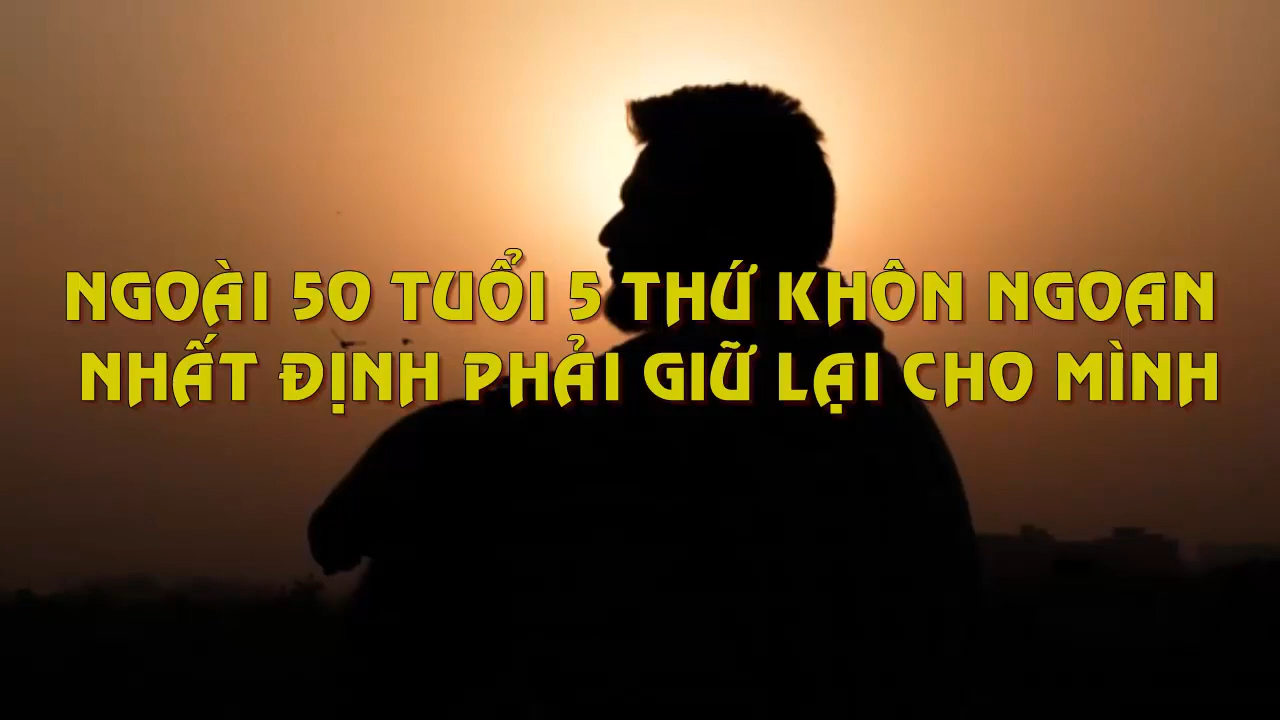 NGOÀI 50 TUỔI 5 THỨ KHÔN NGOAN
NHẤT ĐỊNH PHẢI GIỮ LẠI CHO MÌNH